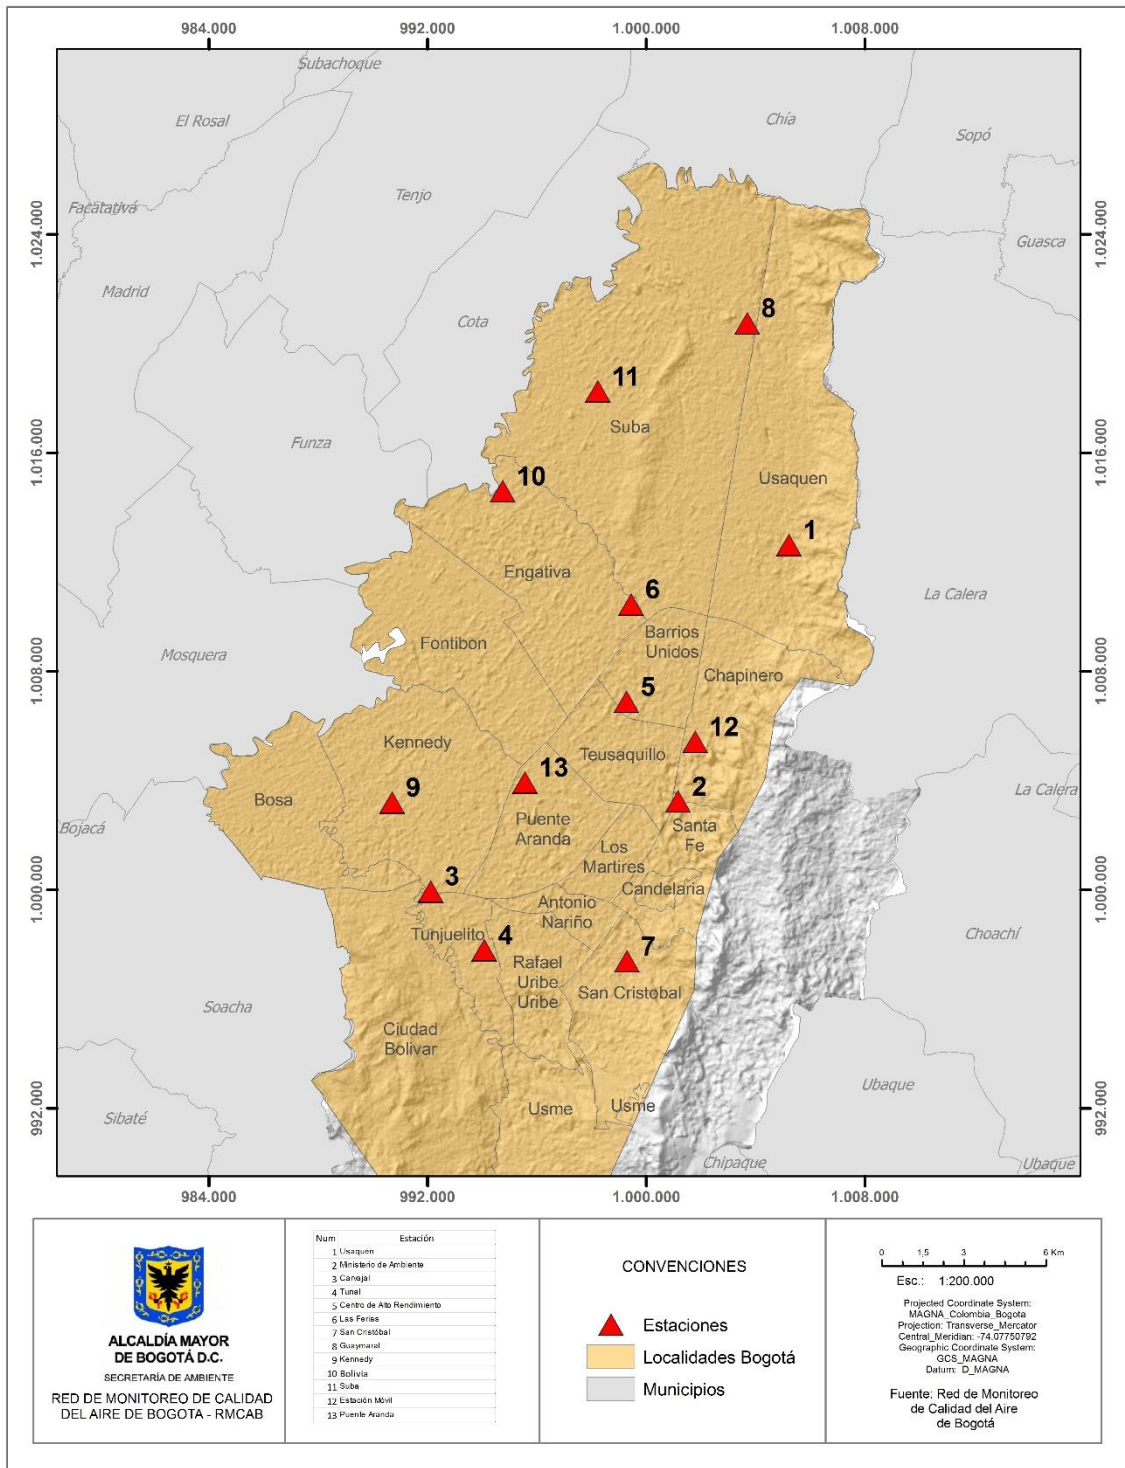 984.000 992.000 1.000.000 1.008.000
Subachoque
El Rosal
Chía
Sopó
Tenjo
Facatativá
1.024.000
1.024.000
Guasca
Madrid
Cota
8
11
Suba
Funza
1.016.000
1.016.000
10
Usaquen
1
Engativa
6
La Calera
Barrios
Unidos
Fontibon
Mosquera
1.008.000
1.008.000
Chapinero
5
12
Kennedy
Teusaquillo
13
9
2
Bosa
La Calera
Bojacá
Puente
Aranda
Santa
Fe
Los
Martires
3
Candelaria
1.000.000
1.000.000
Antonio
Nariño
Tunjuelito
4
7
Choachí
Rafael
Uribe
Uribe
San Cristobal
Soacha
Ciudad
Bolivar
Ubaque
Sibaté
992.000
992.000
Usme
Usme
Chipaque
Ubaque
984.000 992.000 1.000.000 1.008.000
ALCALDÍA MAYOR
DE BOGOTÁ D.C.
SECRETARÍA DE AMBIENTE
RED DE MONITOREO DE CALIDAD
DEL AIRE DE BOGOTA - RMCAB
Num Estación
1 Usaquén
2 Ministerio de Ambiente
3 Carvajal
4 Tunal
5 Centro de Alto Rendimiento
6 Las Ferias
7 San Cristóbal
8 Guaymaral
9 Kennedy
10 Bolivia
11 Suba
12 Estación Móvil
13 Puente Aranda
CONVENCIONES
Estaciones
Localidades Bogotá
Municipios
0 1,5 3 6 Km
Esc.: 1:200.000
Projected Coordinate System:
MAGNA_Colombia_Bogota
Projection: Transverse_Mercator
Central_Meridian: -74.07750792
Geographic Coordinate System:
GCS_MAGNA
Datum: D_MAGNA
Fuente: Red de Monitoreo
de Calidad del Aire
de Bogotá